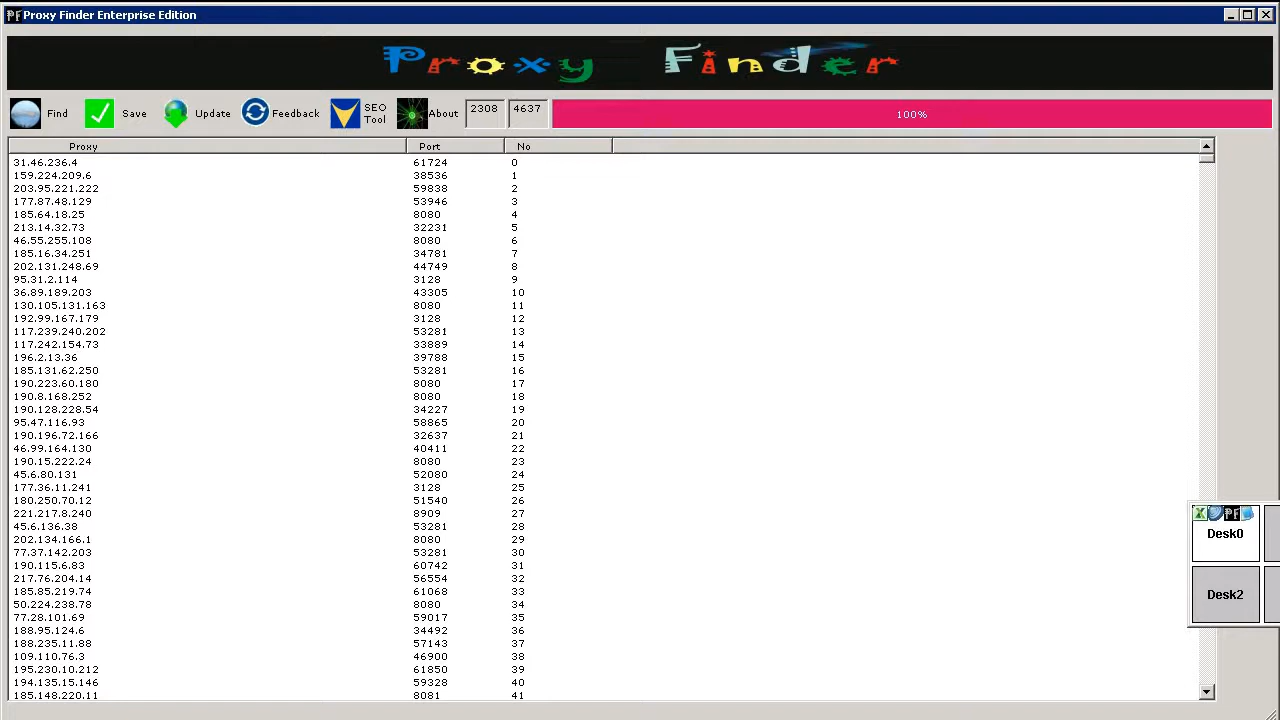 PF Proxy Finder Enterprise Edition
Proxy Finder
Find Save Update Feedback SEO Tool About 2308 4637 100%
Proxy Port No
31.46.236.4 61724 0
159.224.209.6 38536 1
203.95.221.222 59838 2
177.87.48.129 53946 3
185.64.18.25 8080 4
213.14.32.73 32231 5
46.55.255.108 8080 6
185.16.34.251 34781 7
202.131.248.69 44749 8
95.31.2.114 3128 9
36.89.189.203 43305 10
130.105.131.163 8080 11
192.99.167.179 3128 12
117.239.240.202 53281 13
117.242.154.73 33889 14
196.2.13.36 39788 15
185.131.62.250 53281 16
190.223.60.180 8080 17
190.8.168.252 8080 18
190.128.228.54 34227 19
95.47.116.93 58865 20
190.196.72.166 32637 21
46.99.164.130 40411 22
190.15.222.24 8080 23
45.6.80.131 52080 24
177.36.11.241 3128 25
180.250.70.12 51540 26
221.217.8.240 8909 27
45.6.136.38 53281 28
202.134.166.1 8080 29
77.37.142.203 53281 30
190.115.6.83 60742 31
217.76.204.14 56554 32
185.85.219.74 61068 33
50.224.238.78 8080 34
77.28.101.69 59017 35
188.95.124.6 34492 36
188.235.11.88 57143 37
109.110.76.3 46900 38
195.230.10.212 61850 39
194.135.15.146 59328 40
185.148.220.11 8081 41
PF
Desk0
Desk2